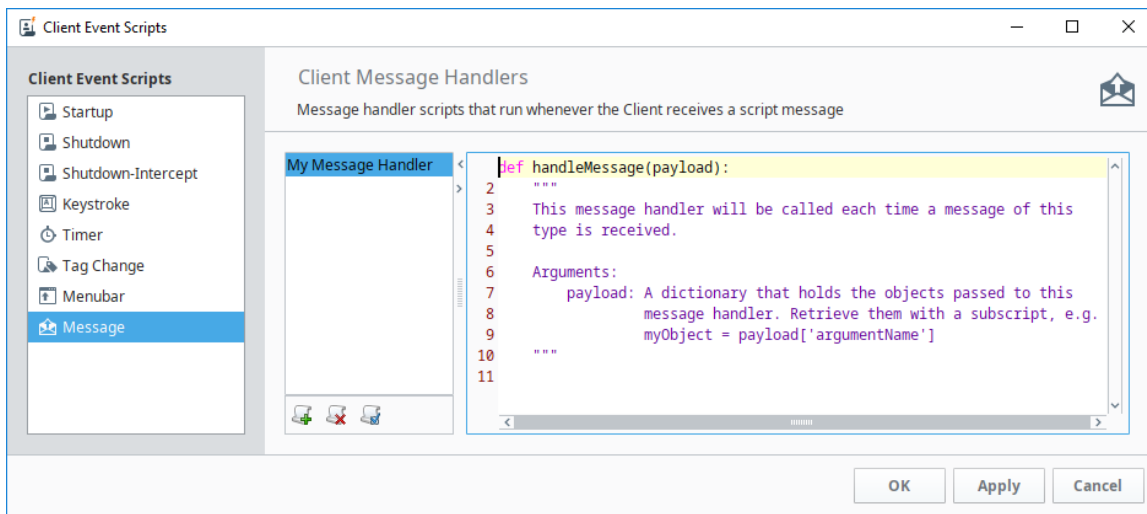 Client Event Scripts
Client Event Scripts
Startup
Shutdown
Shutdown-Intercept
Keystroke
Timer
Tag Change
Menubar
Message
Client Message Handlers
Message handler scripts that run whenever the Client receives a script message
My Message Handler
def handleMessage(payload):
2 """
3 This message handler will be called each time a message of this
4 type is received.
5
6 Arguments:
7 payload: A dictionary that holds the objects passed to this
8 message handler. Retrieve them with a subscript, e.g.
9 myObject = payload['argumentName']
10 """
11
OK Apply Cancel